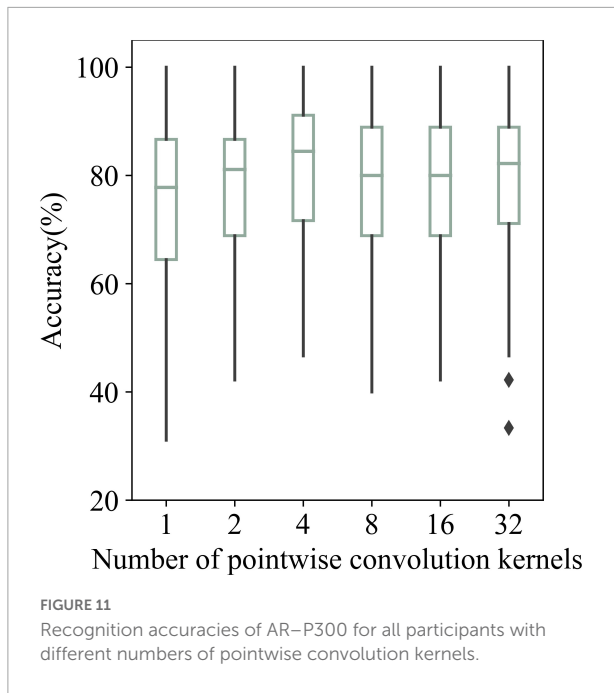 100
80
60
40
20
Accuracy(%)
1 2 4 8 16 32
Number of pointwise convolution kernels
FIGURE 11
Recognition accuracies of AR–P300 for all participants with
different numbers of pointwise convolution kernels.